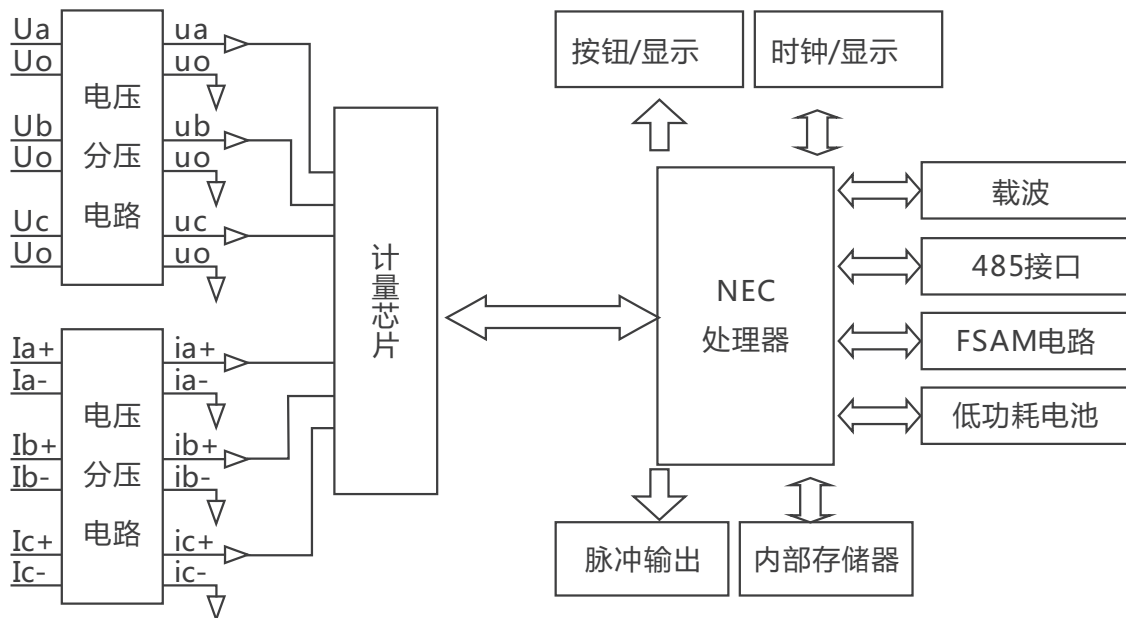 Ua
Uo
Ub
Uo
Uc
Uo
电压
分压
电路
ua
uo
ub
uo
uc
uo
Ia+
Ia-
Ib+
Ib-
Ic+
Ic-
电压
分压
电路
ia+
ia-
ib+
ib-
ic+
ic-
计量芯片
按钮/显示
时钟/显示
NEC
处理器
载波
485接口
FSAM电路
低功耗电池
脉冲输出
内部存储器